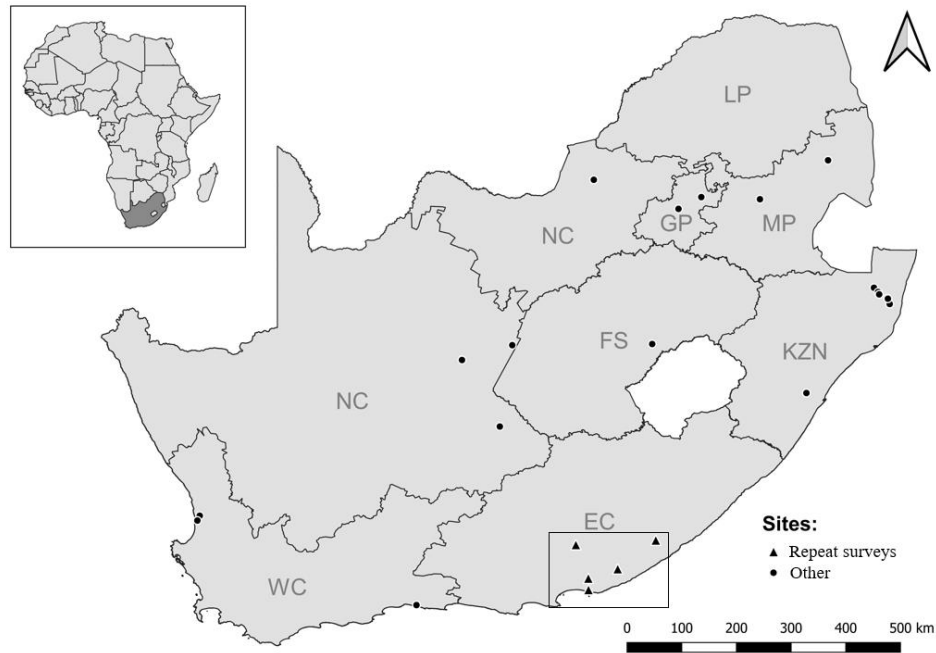 LP
NC
GP
MP
FS
KZN
NC
EC
WC
Sites:
Repeat surveys
Other
0 100 200 300 400 500 km